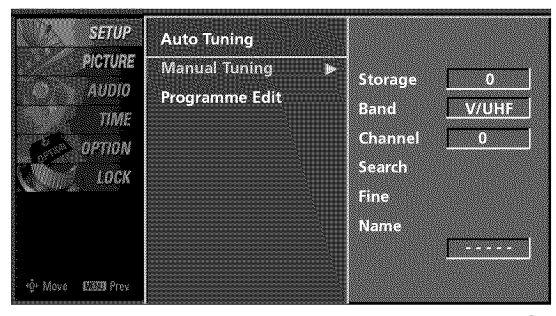 SETUP
PICTURE
AUDIO
TIME
OPTION
LOCK
Move MENU Prev.
Auto Tuning
Manual Tuning
Programme Edit
Storage 0
Band V/UHF
Channel 0
Search
Fine
Name
- - - - -